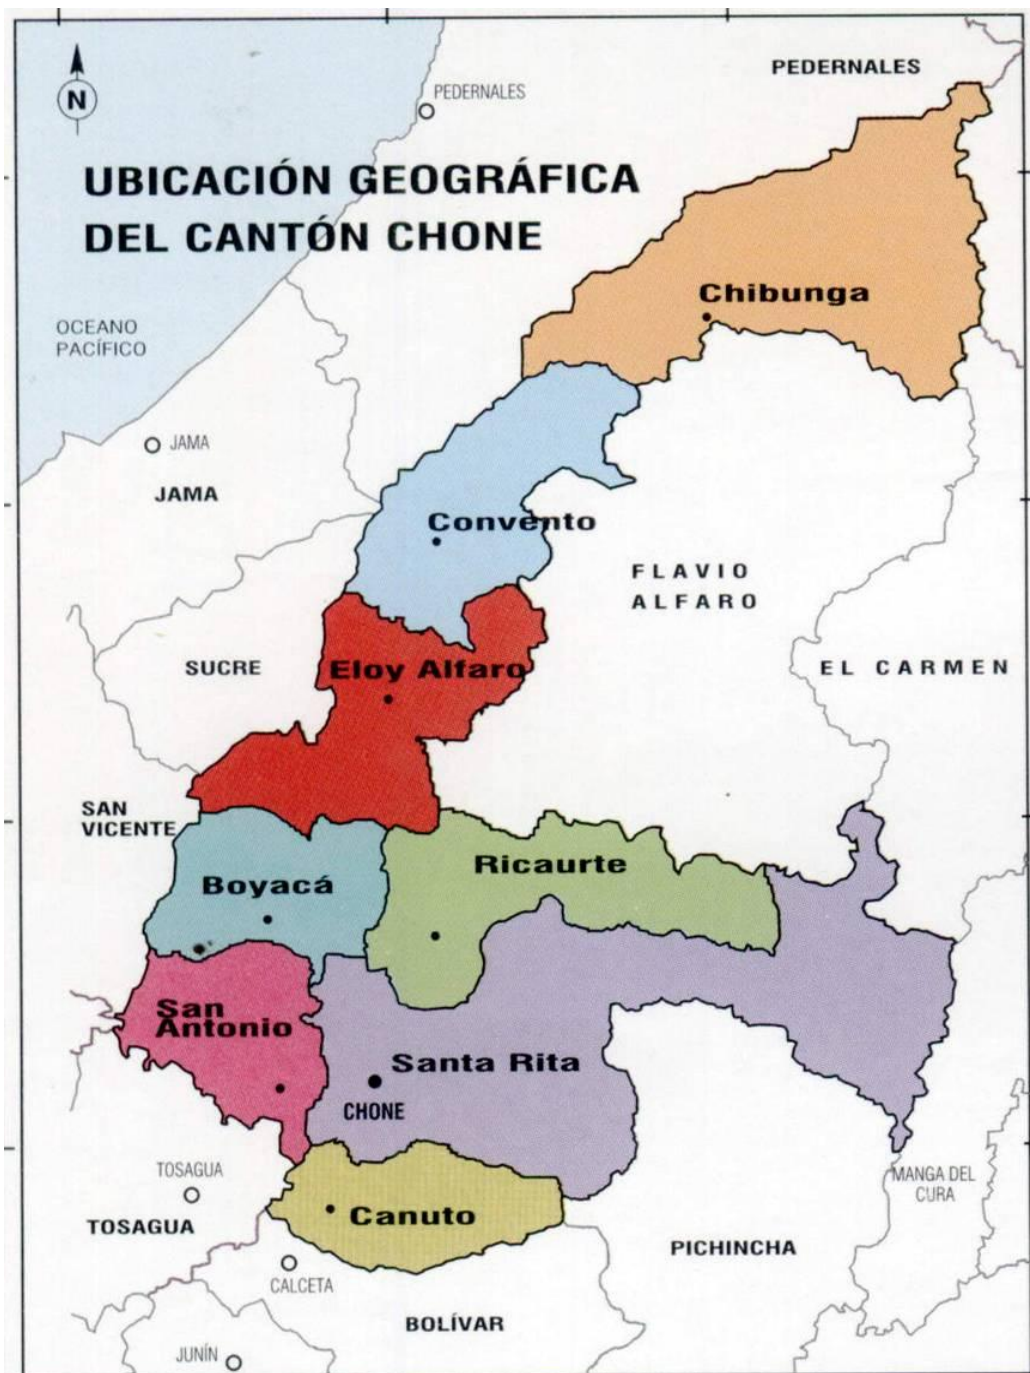 PEDERNALES
PEDERNALES
N
UBICACIÓN GEOGRÁFICA
DEL CANTÓN CHONE
Chibunga
OCEANO
PACÍFICO
JAMA
JAMA
Convento
FLAVIO
ALFARO
SUCRE
Eloy Alfaro
EL CARMEN
SAN
VICENTE
Ricaurte
Boyacá
San
Antonio
Santa Rita
CHONE
TOSAGUA
MANGA DEL
CURA
Canuto
TOSAGUA
PICHINCHA
CALCETA
BOLÍVAR
JUNÍN